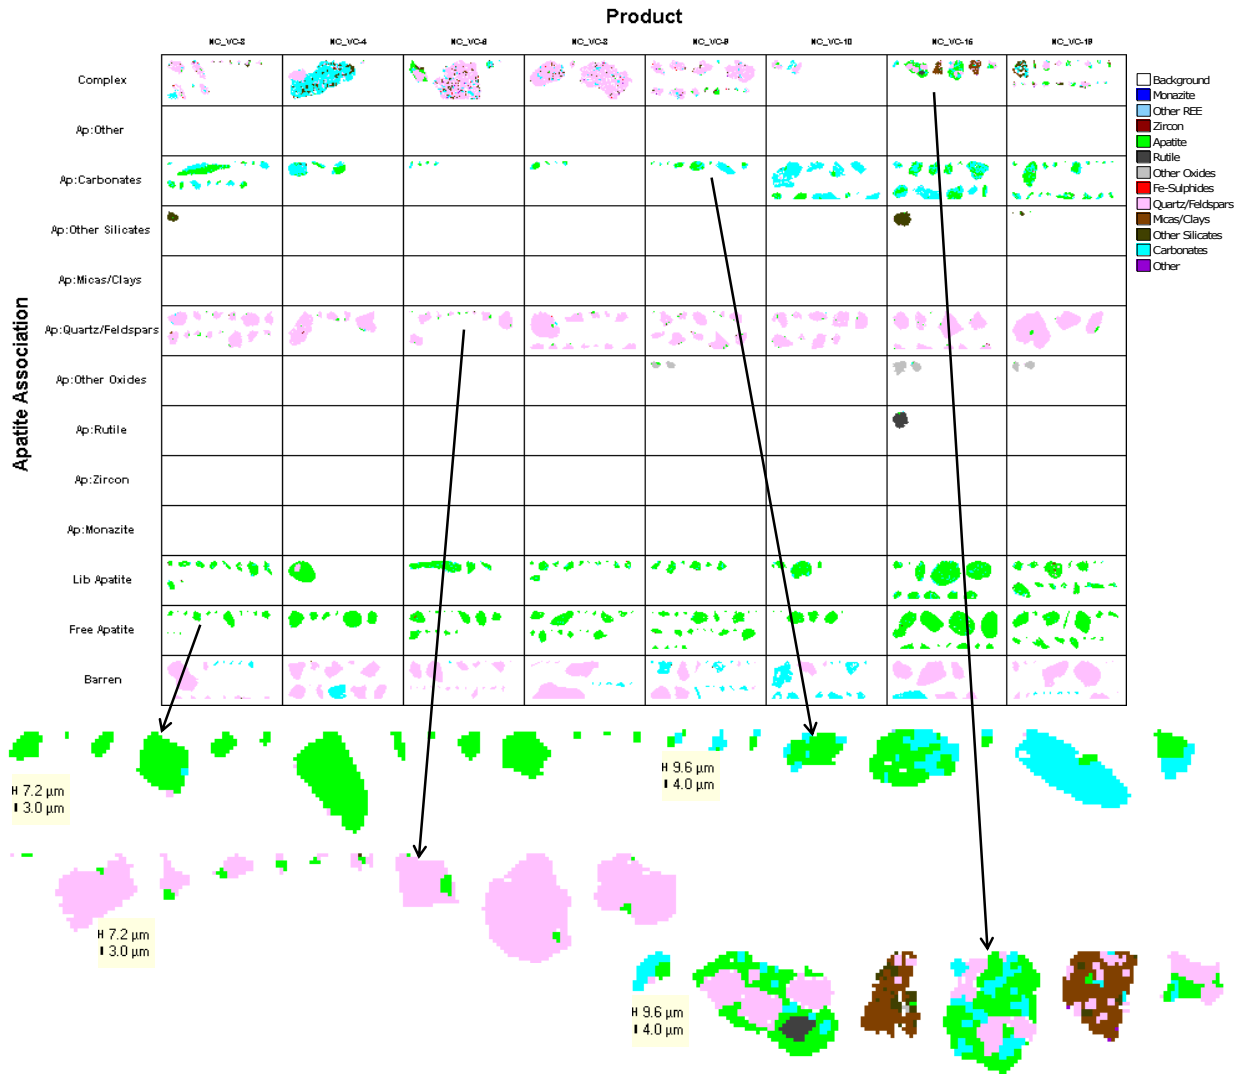 Product
NC_VC-3 NC_VC-4 NC_VC-6 NC_VC-8 NC_VC-9 NC_VC-10 NC_VC-16 NC_VC-19
Complex
Ap:Other
Ap:Carbonates
Ap:Other Silicates
Ap:Micas/Clays
Ap:Quartz/Feldspars
Ap:Other Oxides
Ap:Rutile
Ap:Zircon
Ap:Monazite
Lib Apatite
Free Apatite
Barren
Apatite Association
Background
Monazite
Other REE
Zircon
Apatite
Rutile
Other Oxides
Fe-Sulphides
Quartz/Feldspars
Micas/Clays
Other Silicates
Carbonates
Other
H 7.2 µm
3.0 µm
H 9.6 µm
4.0 µm
H 7.2 µm
3.0 µm
H 9.6 µm
4.0 µm